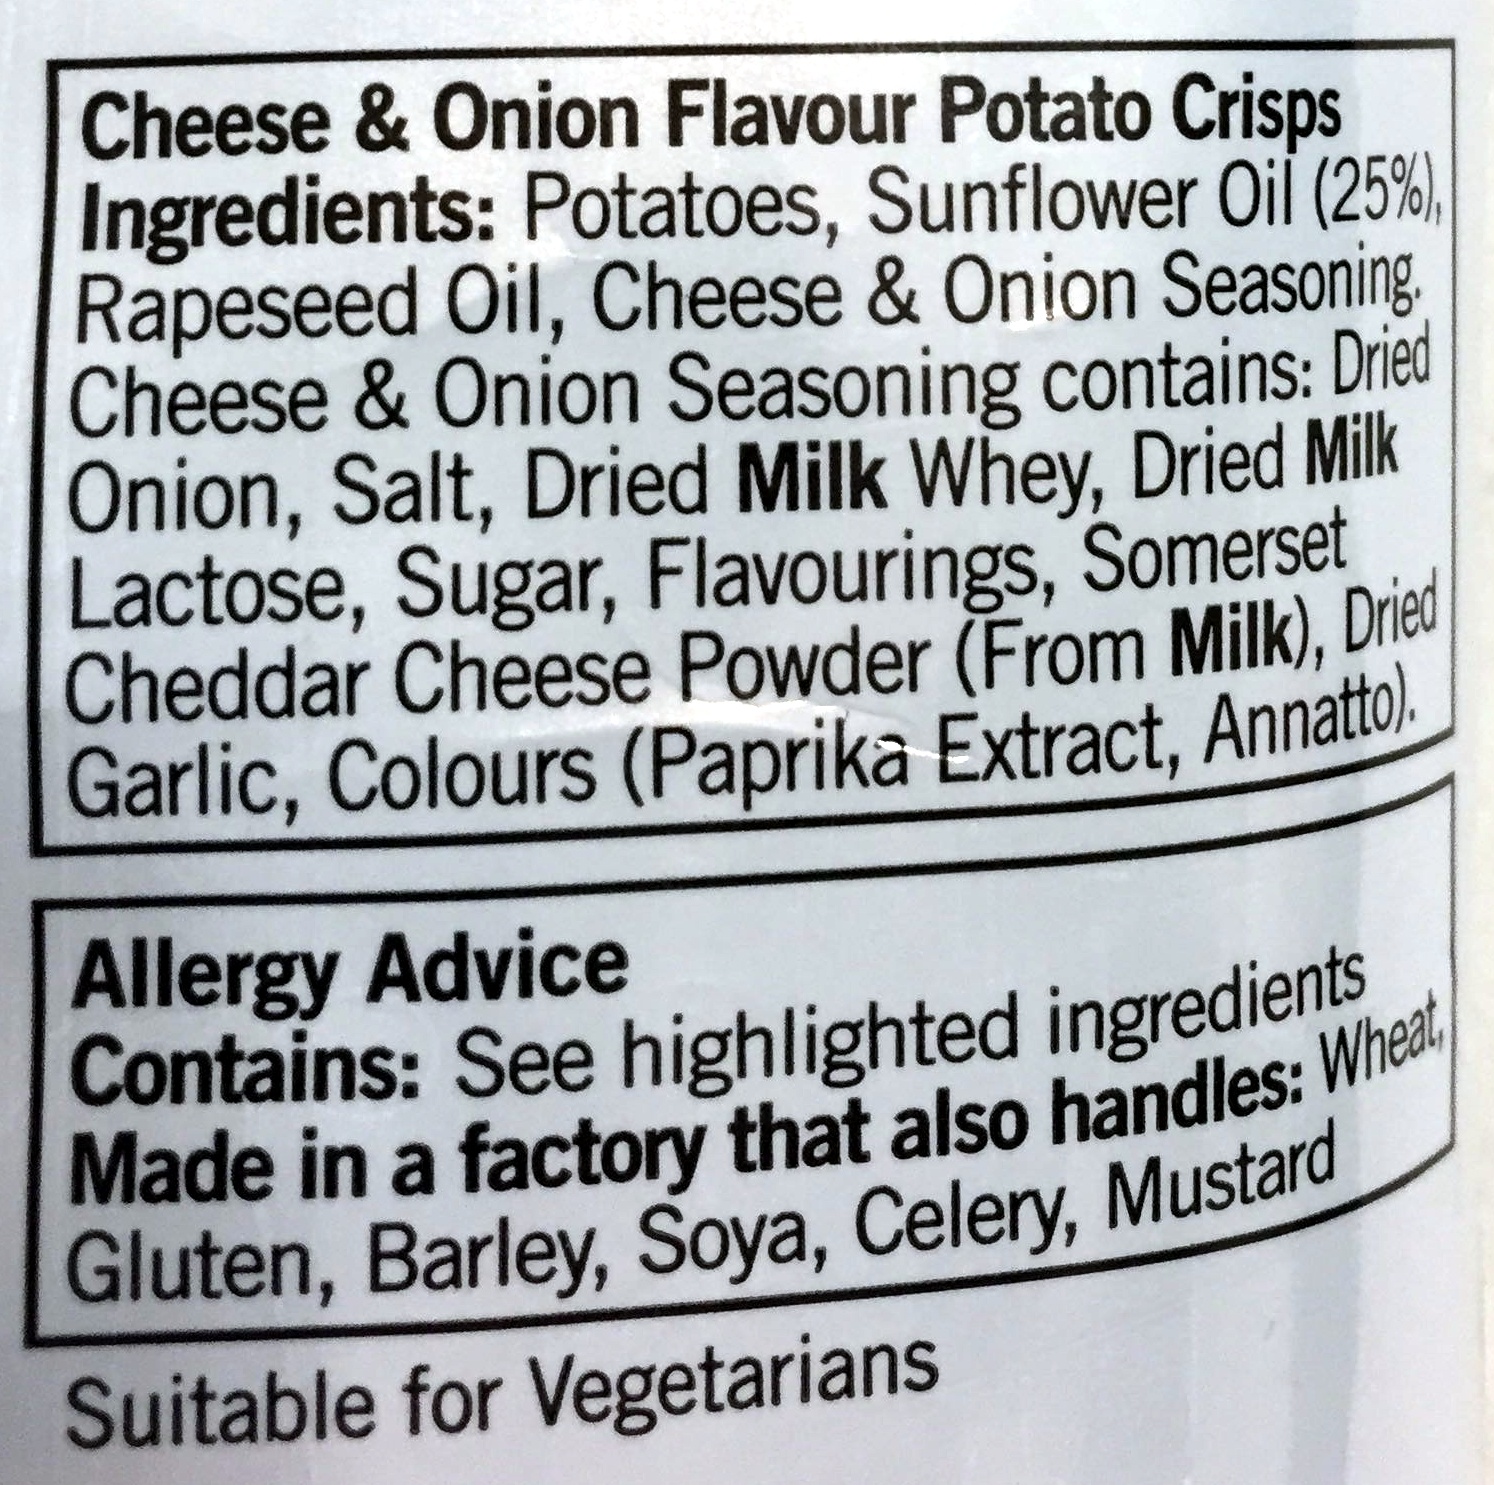 Cheese & Onion Flavour Potato Crisps
Ingredients: Potatoes, Sunflower Oil (25%),
Rapeseed Oil, Cheese & Onion Seasoning.
Cheese & Onion Seasoning contains: Dried
Onion, Salt, Dried Milk Whey, Dried Milk
Lactose, Sugar, Flavourings, Somerset
Cheddar Cheese Powder (From Milk), Dried
Garlic, Colours (Paprika Extract, Annatto).
Allergy Advice
Contains: See highlighted ingredients
Made in a factory that also handles: Wheat,
Gluten, Barley, Soya, Celery, Mustard
Suitable for Vegetarians